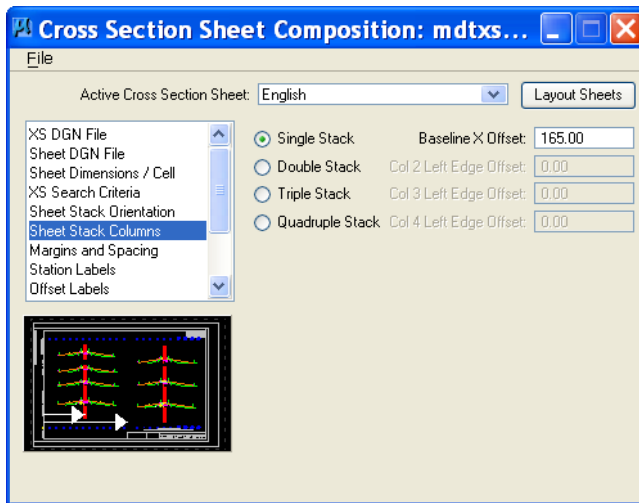 Cross Section Sheet Composition: mdtxs...
File
Active Cross Section Sheet: English Layout Sheets
XS DGN File
Sheet DGN File
Sheet Dimensions / Cell
XS Search Criteria
Sheet Stack Orientation
Sheet Stack Columns
Margins and Spacing
Station Labels
Offset Labels
Single Stack Baseline X Offset: 165.00
Double Stack Col 2 Left Edge Offset: 0.00
Triple Stack Col 3 Left Edge Offset: 0.00
Quadruple Stack Col 4 Left Edge Offset: 0.00